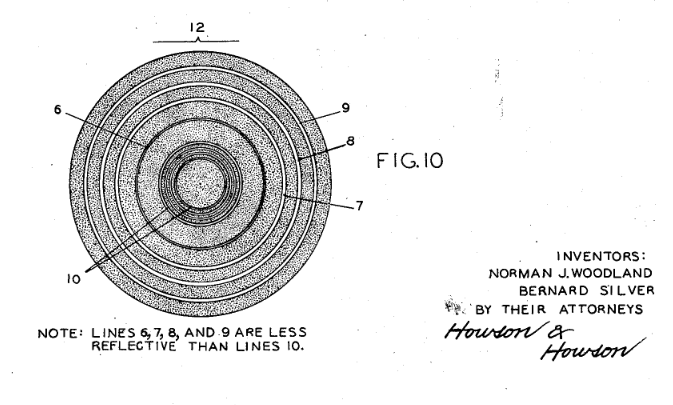 12
6
9
8
FIG.10
7
10
NOTE: LINES 6, 7, 8, AND 9 ARE LESS
REFLECTIVE THAN LINES 10.
INVENTORS:
NORMAN J. WOODLAND
BERNARD SILVER
BY THEIR ATTORNEYS
Howson &
Howson